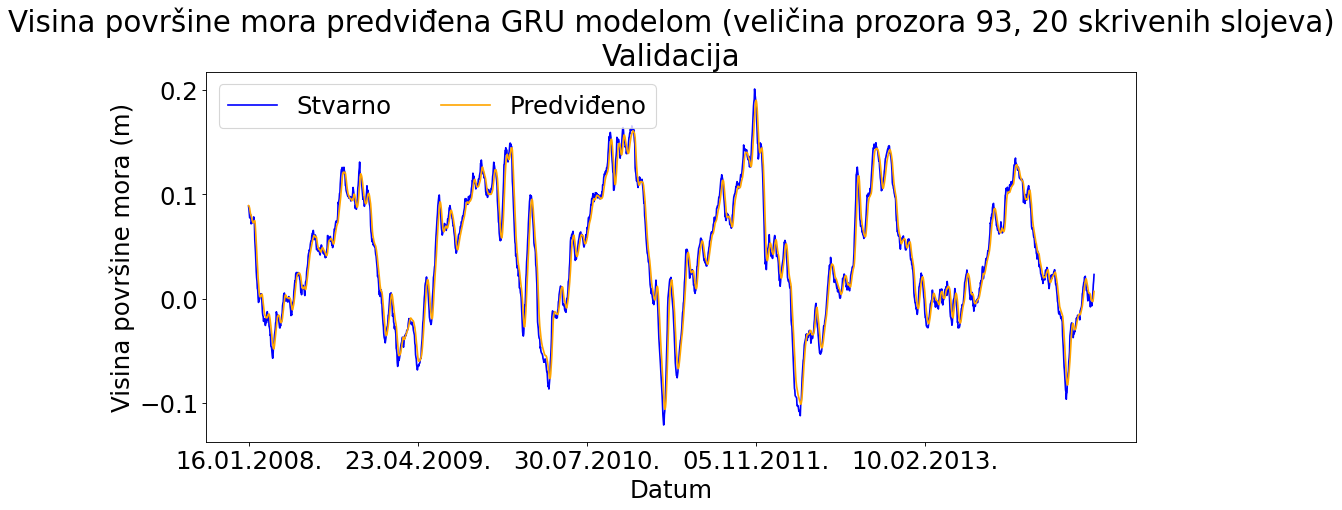 Visina površine mora predviđena GRU modelom (veličina prozora 93, 20 skrivenih slojeva)
Validacija
Stvarno Predviđeno
Visina površine mora (m)
0.2
0.1
0.0
−0.1
16.01.2008. 23.04.2009. 30.07.2010. 05.11.2011. 10.02.2013.
Datum